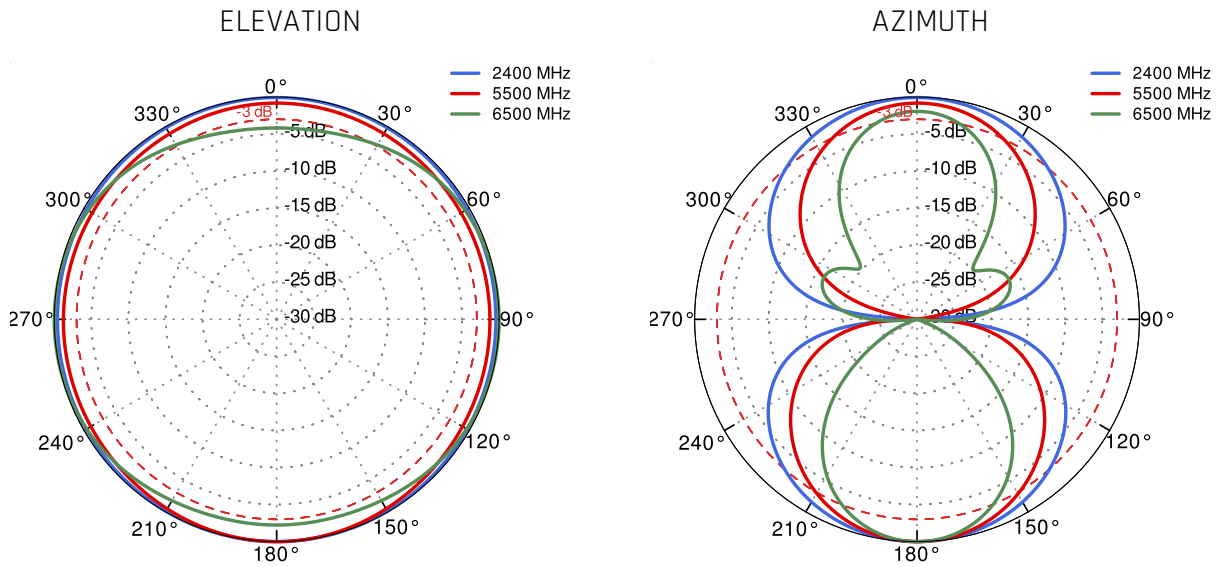 ELEVATION
2400 MHz
5500 MHz
6500 MHz
0°
30°
60°
90°
120°
150°
180°
210°
240°
270°
300°
330°
-3 dB
-5 dB
-10 dB
-15 dB
-20 dB
-25 dB
-30 dB
AZIMUTH
2400 MHz
5500 MHz
6500 MHz
0°
30°
60°
90°
120°
150°
180°
210°
240°
270°
300°
330°
-3 dB
-5 dB
-10 dB
-15 dB
-20 dB
-25 dB
-30 dB